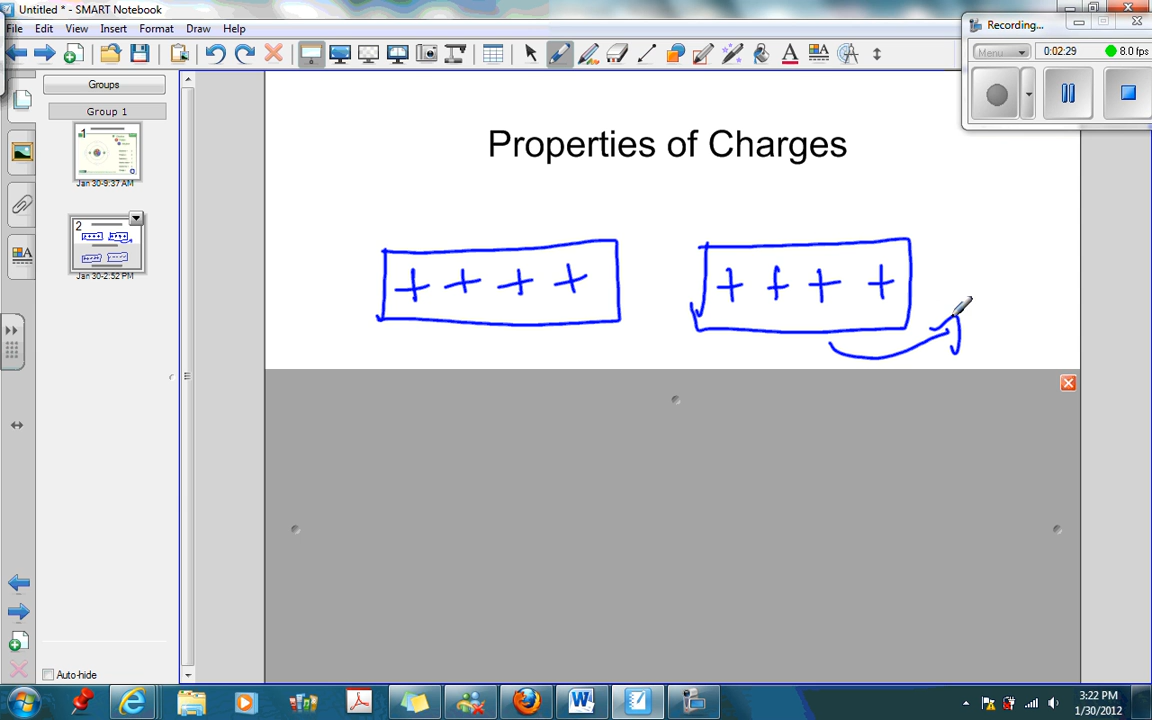 Untitled * - SMART Notebook
File Edit View Insert Format Draw Help
Recording...
Menu 0:02:29 8.0 fps
Groups
Group 1
1
Jan 30-9:37 AM
2
Jan 30-2:52 PM
Properties of Charges
+ + + + + + + +
Auto-hide
3:22 PM
1/30/2012